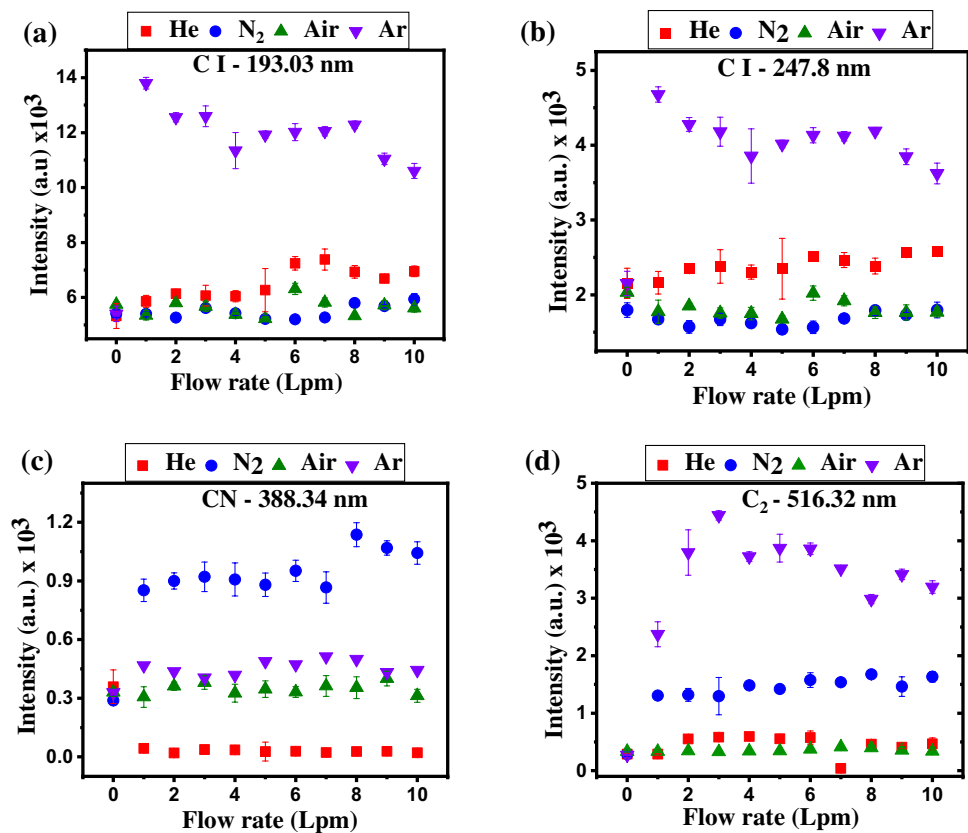 (a)
He N₂ Air Ar
C I - 193.03 nm
Intensity (a.u) x10³
14
12
10
8
6
4
0 2 4 6 8 10
Flow rate (Lpm)
(b)
He N2 Air Ar
C I - 247.8 nm
Intensity (a.u.) x 10³
5
4
3
2
1
0 2 4 6 8 10
Flow rate (Lpm)
(c)
He N2 Air Ar
CN - 388.34 nm
Intensity (a.u.) x 10³
1.2
0.9
0.6
0.3
0.0
0 2 4 6 8 10
Flow rate (Lpm)
(d)
He N2 Air Ar
C₂ - 516.32 nm
Intensity (a.u.) x 10³
5
4
3
2
1
0
0 2 4 6 8 10
Flow rate (Lpm)